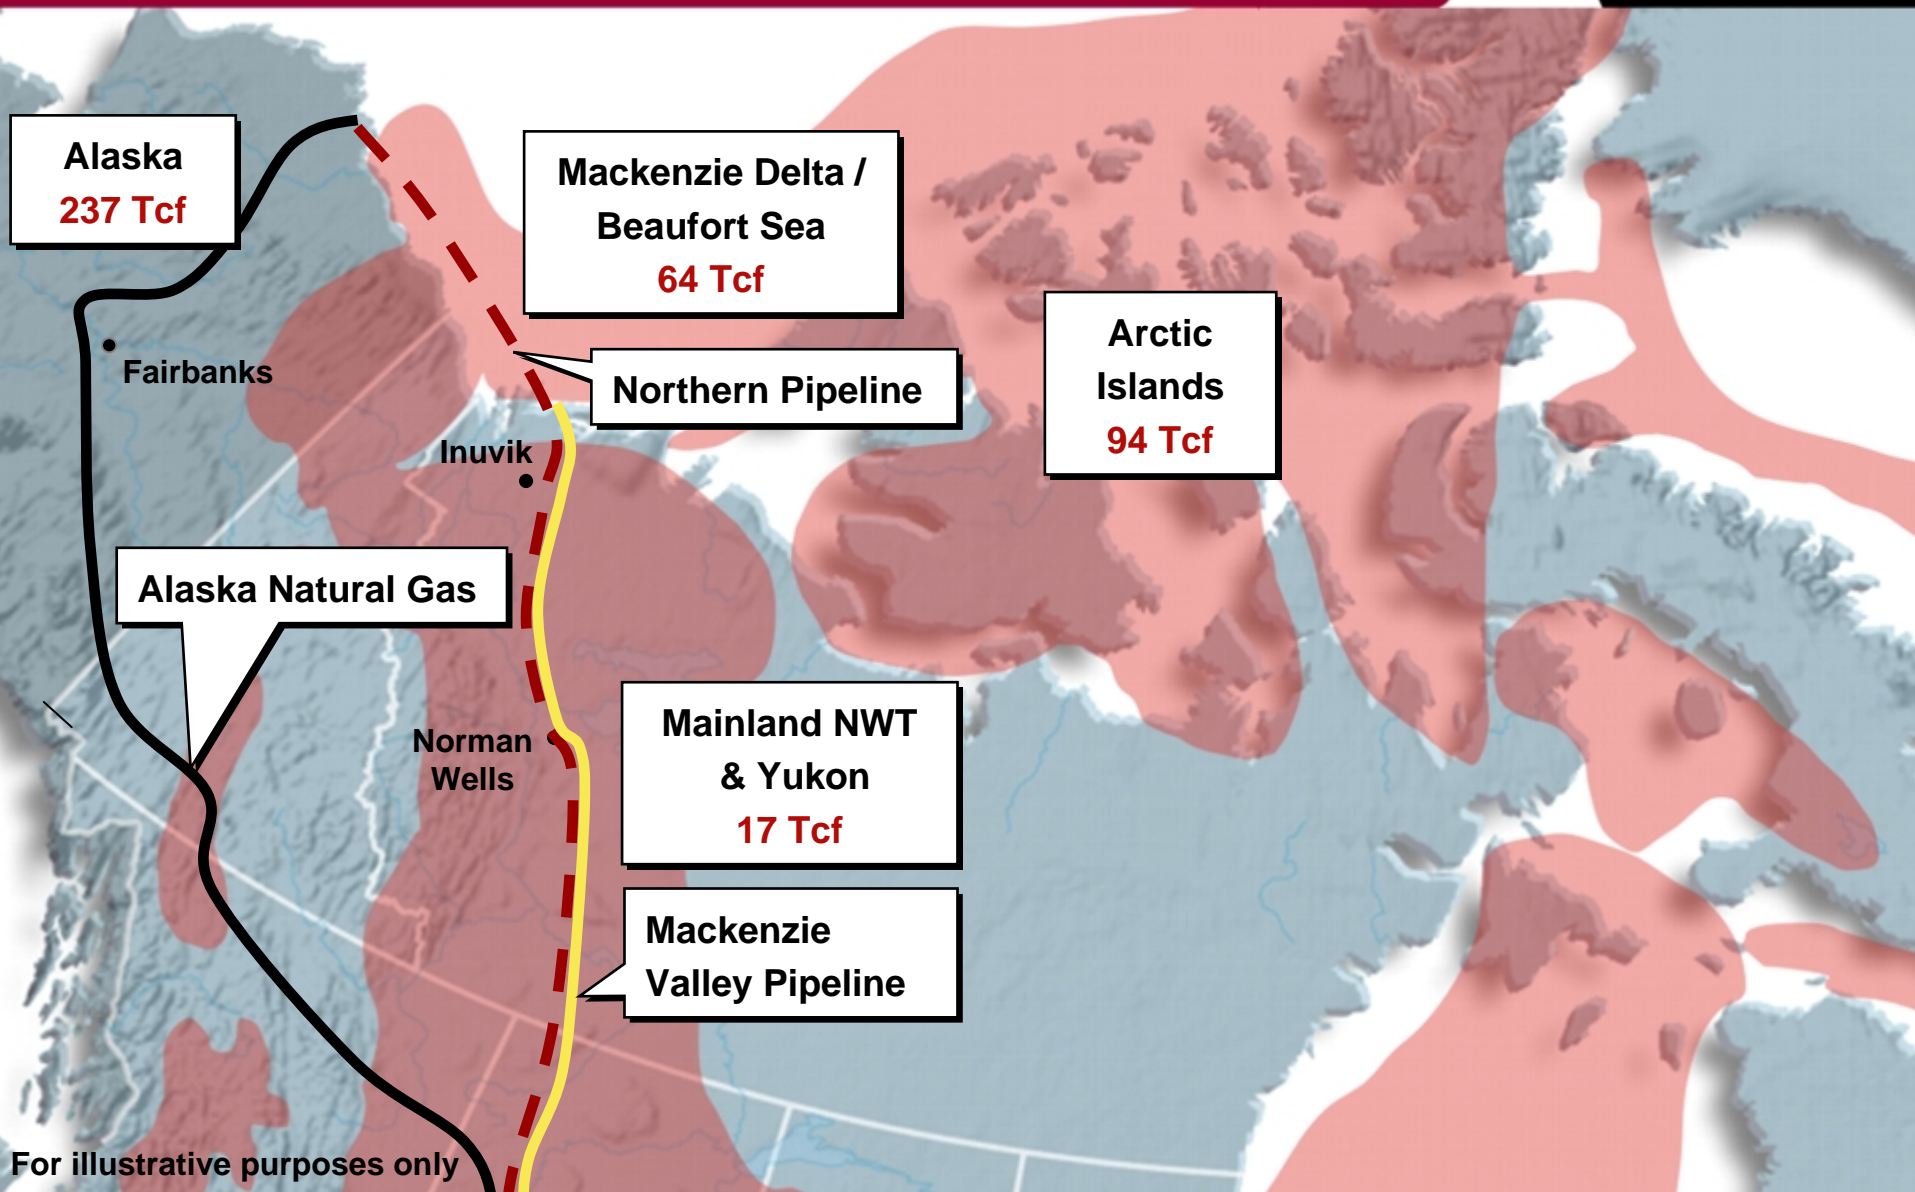 Alaska
237 Tcf
Mackenzie Delta /
Beaufort Sea
64 Tcf
Arctic
Islands
94 Tcf
Northern Pipeline
Fairbanks
Inuvik
Alaska Natural Gas
Norman
Wells
Mainland NWT
& Yukon
17 Tcf
Mackenzie
Valley Pipeline
For illustrative purposes only